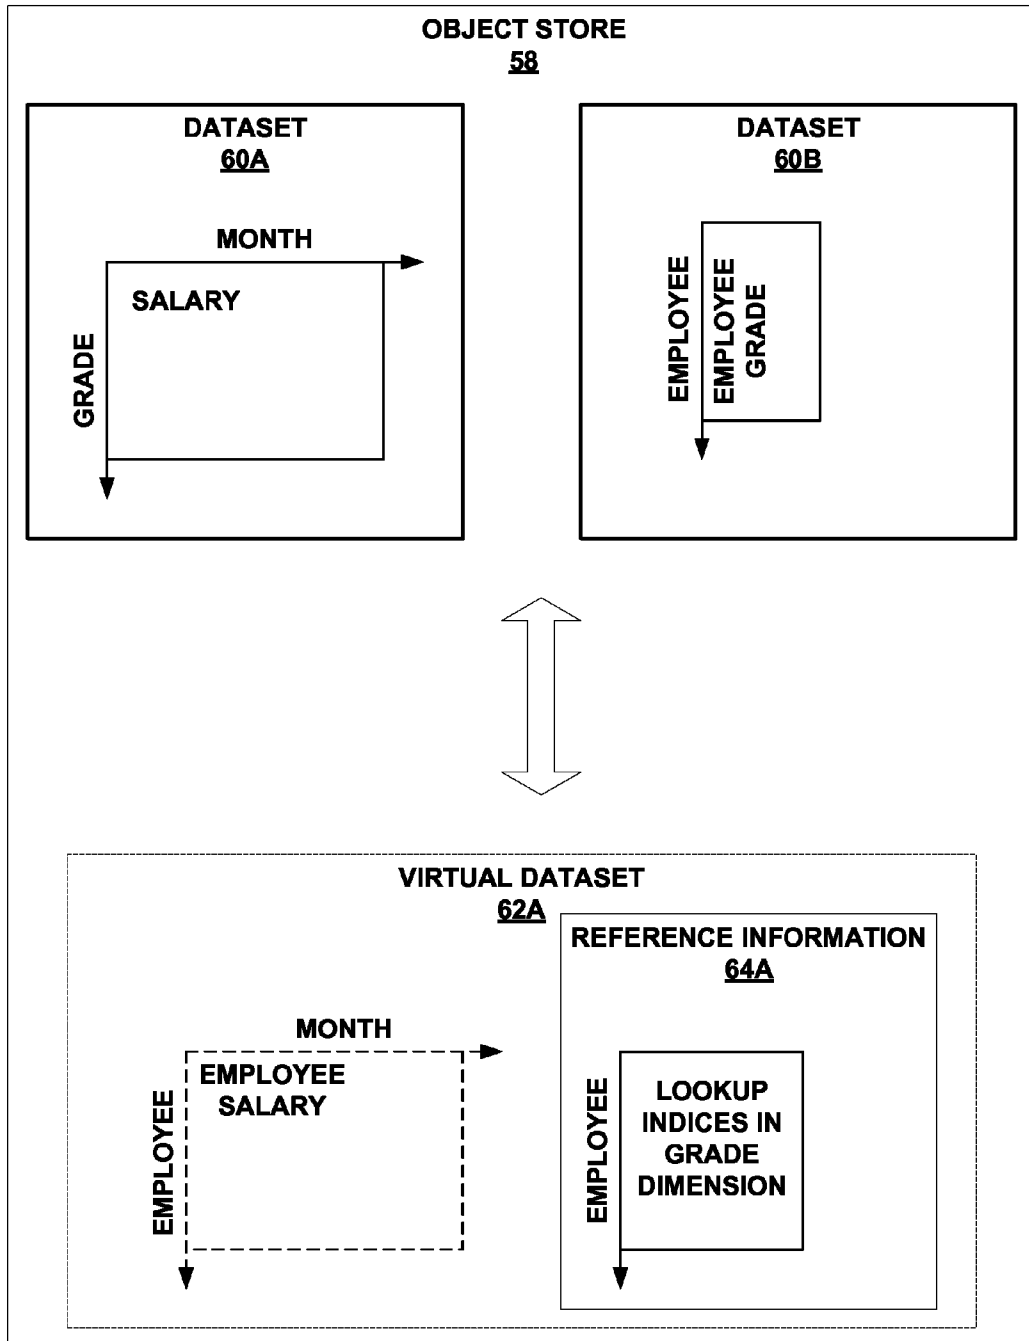 OBJECT STORE
58
DATASET
60A
MONTH
SALARY
GRADE
DATASET
60B
EMPLOYEE
EMPLOYEE
GRADE
VIRTUAL DATASET
62A
MONTH
EMPLOYEE
SALARY
EMPLOYEE
REFERENCE INFORMATION
64A
EMPLOYEE
LOOKUP
INDICES IN
GRADE
DIMENSION